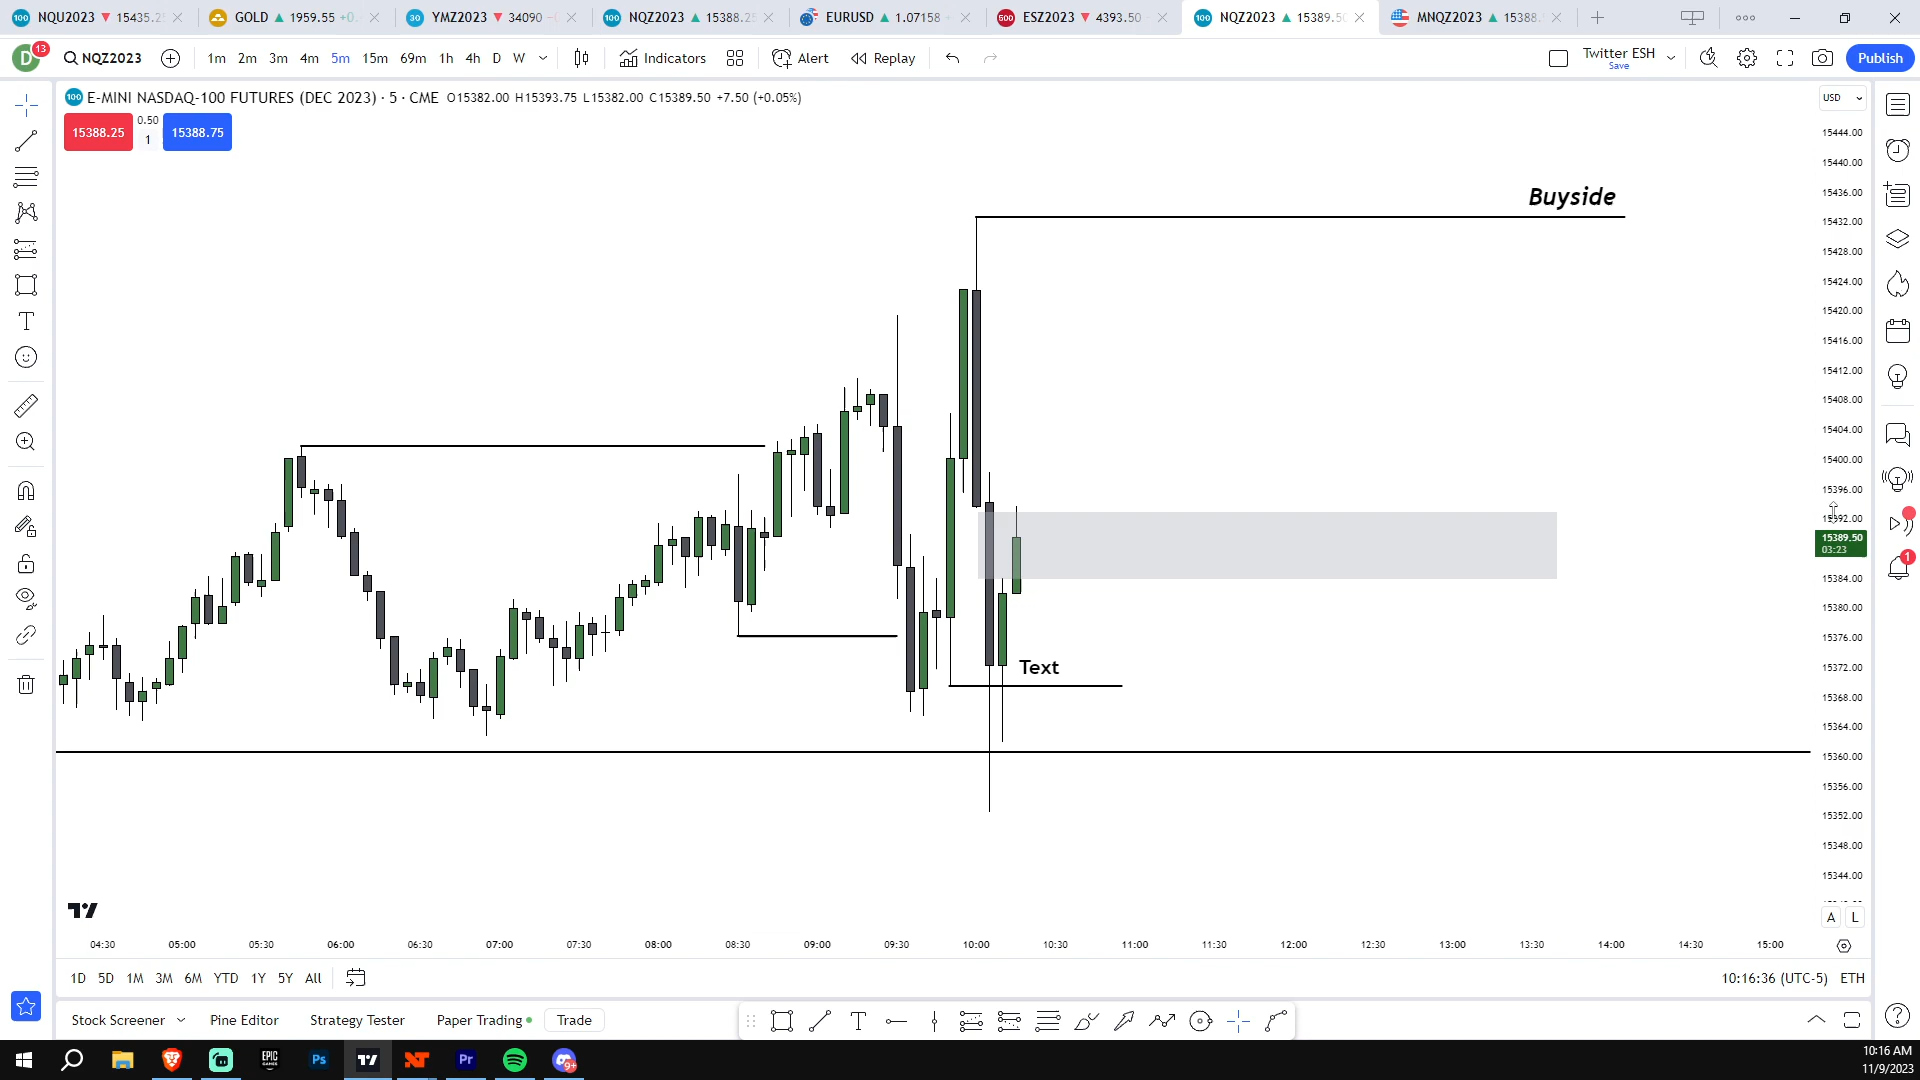 NQU2023 15435.2
GOLD 1959.55 +0.
YMZ2023 34090
NQZ2023 15388.25
EURUSD 1.07158
ESZ2023 4393.50
NQZ2023 15389.50
MNQZ2023 15388.
D 13 NQZ2023 1m 2m 3m 4m 5m 15m 69m 1h 4h D W Indicators Alert Replay Twitter ESH Save Publish
E-MINI NASDAQ-100 FUTURES (DEC 2023) · 5 · CME O15382.00 H15393.75 L15382.00 C15389.50 +7.50 (+0.05%)
USD
15388.25 0.50 1 15388.75
Buyside
Text
15444.00
15440.00
15436.00
15432.00
15428.00
15424.00
15420.00
15416.00
15412.00
15408.00
15404.00
15400.00
15396.00
15392.00
15389.50
03:23
15384.00
15380.00
15376.00
15372.00
15368.00
15364.00
15360.00
15356.00
15352.00
15348.00
15344.00
A L
04:30 05:00 05:30 06:00 06:30 07:00 07:30 08:00 08:30 09:00 09:30 10:00 10:30 11:00 11:30 12:00 12:30 13:00 13:30 14:00 14:30 15:00
1D 5D 1M 3M 6M YTD 1Y 5Y All 10:16:36 (UTC-5) ETH
Stock Screener Pine Editor Strategy Tester Paper Trading Trade
EPIC GAMES Ps Pr 9+
10:16 AM
11/9/2023